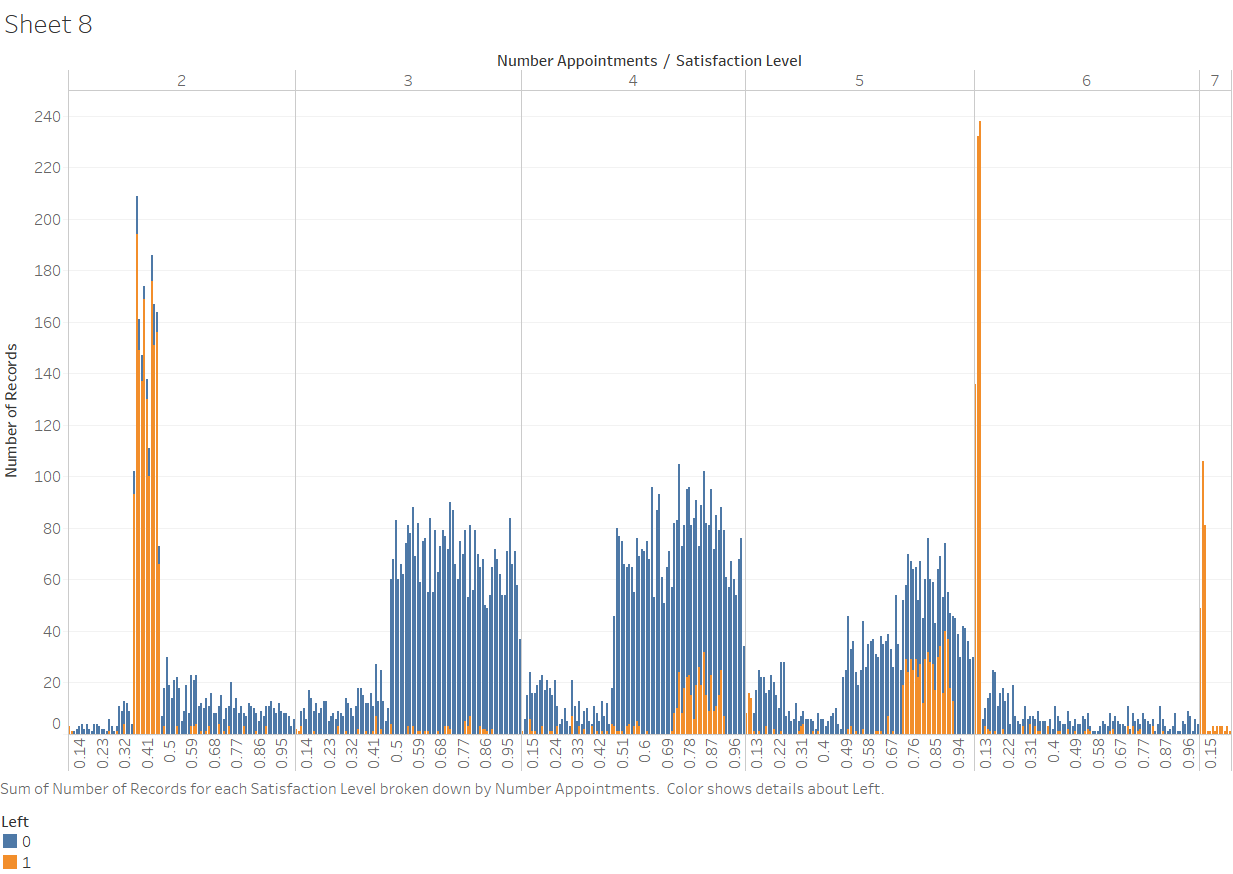 Sheet 8
Number Appointments / Satisfaction Level
2 3 4 5 6 7
240
220
200
180
160
140
120
100
80
60
40
20
0
Number of Records
0.14 0.23 0.32 0.41 0.5 0.59 0.68 0.77 0.86 0.95 0.14 0.23 0.32 0.41 0.5 0.59 0.68 0.77 0.86 0.95 0.15 0.24 0.33 0.42 0.51 0.6 0.69 0.78 0.87 0.96 0.13 0.22 0.31 0.4 0.49 0.58 0.67 0.76 0.85 0.94 0.13 0.22 0.31 0.4 0.49 0.58 0.67 0.77 0.87 0.96 0.15
Sum of Number of Records for each Satisfaction Level broken down by Number Appointments. Color shows details about Left.
Left
0
1